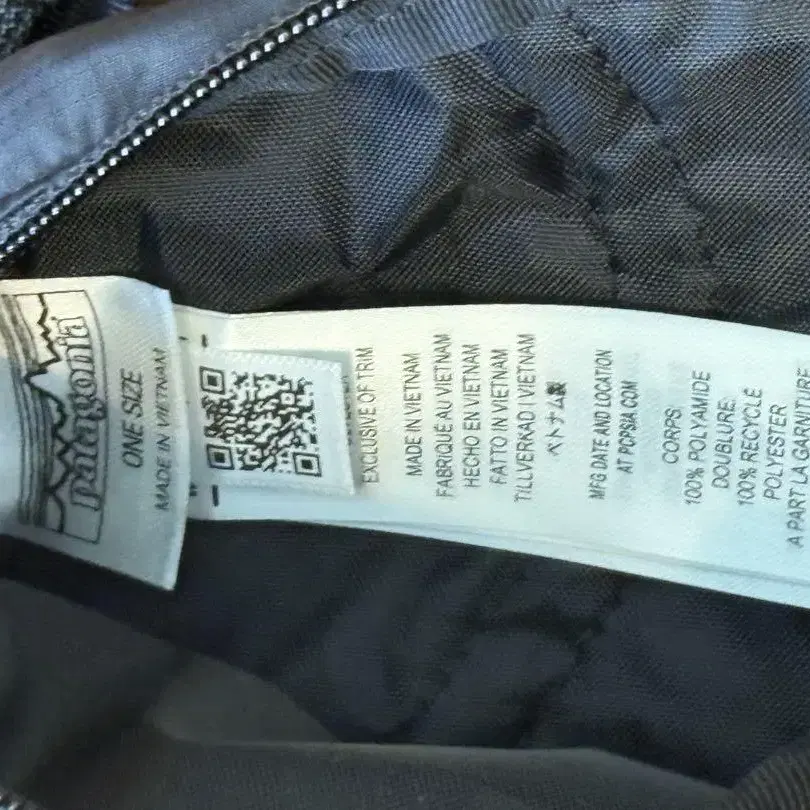 patagonia
ONE SIZE
MADE IN VIETNAM
EXCLUSIVE OF TRIM
MADE IN VIETNAM
FABRIQUÉ AU VIETNAM
HECHO EN VIETNAM
FATTO IN VIETNAM
TILLVERKAD I VIETNAM
ベトナム製
MFG DATE AND LOCATION
AT PCPSIA.COM
CORPS
100% POLYAMIDE
DOUBLURE:
100% RECYCLÉ
POLYESTER
A PART LA GARNITURE